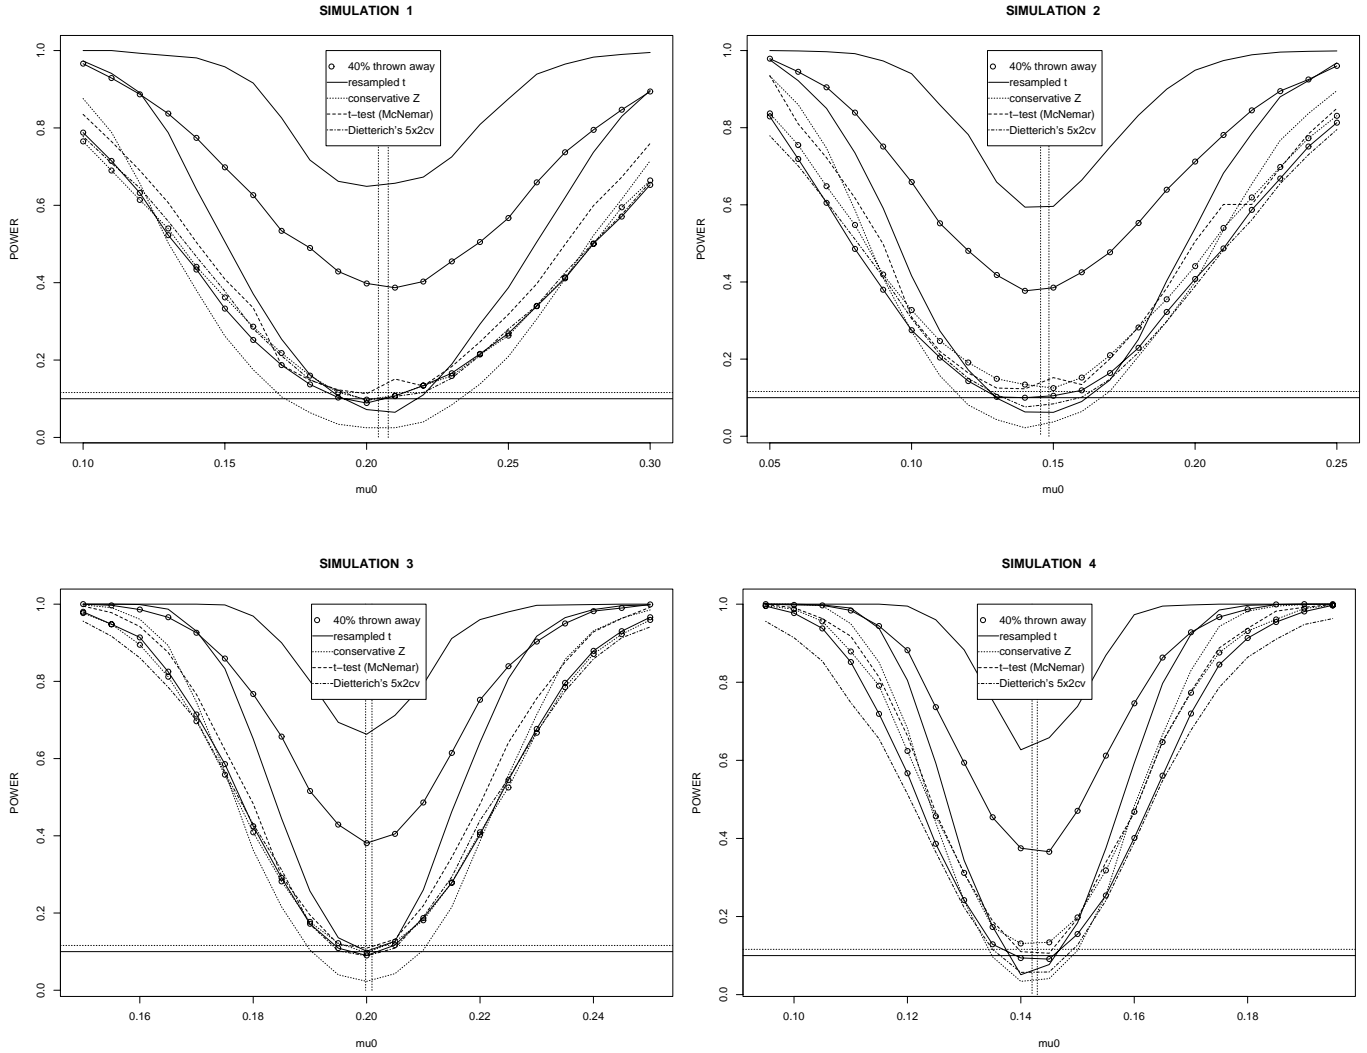 SIMULATION 1
POWER
1.0
0.8
0.6
0.4
0.2
0.0
40% thrown away
resampled t
conservative Z
t−test (McNemar)
Dietterich's 5x2cv
0.10 0.15 0.20 0.25 0.30
mu0
SIMULATION 2
POWER
1.0
0.8
0.6
0.4
0.2
0.0
40% thrown away
resampled t
conservative Z
t−test (McNemar)
Dietterich's 5x2cv
0.05 0.10 0.15 0.20 0.25
mu0
SIMULATION 3
POWER
1.0
0.8
0.6
0.4
0.2
0.0
40% thrown away
resampled t
conservative Z
t−test (McNemar)
Dietterich's 5x2cv
0.16 0.18 0.20 0.22 0.24
mu0
SIMULATION 4
POWER
1.0
0.8
0.6
0.4
0.2
0.0
40% thrown away
resampled t
conservative Z
t−test (McNemar)
Dietterich's 5x2cv
0.10 0.12 0.14 0.16 0.18
mu0